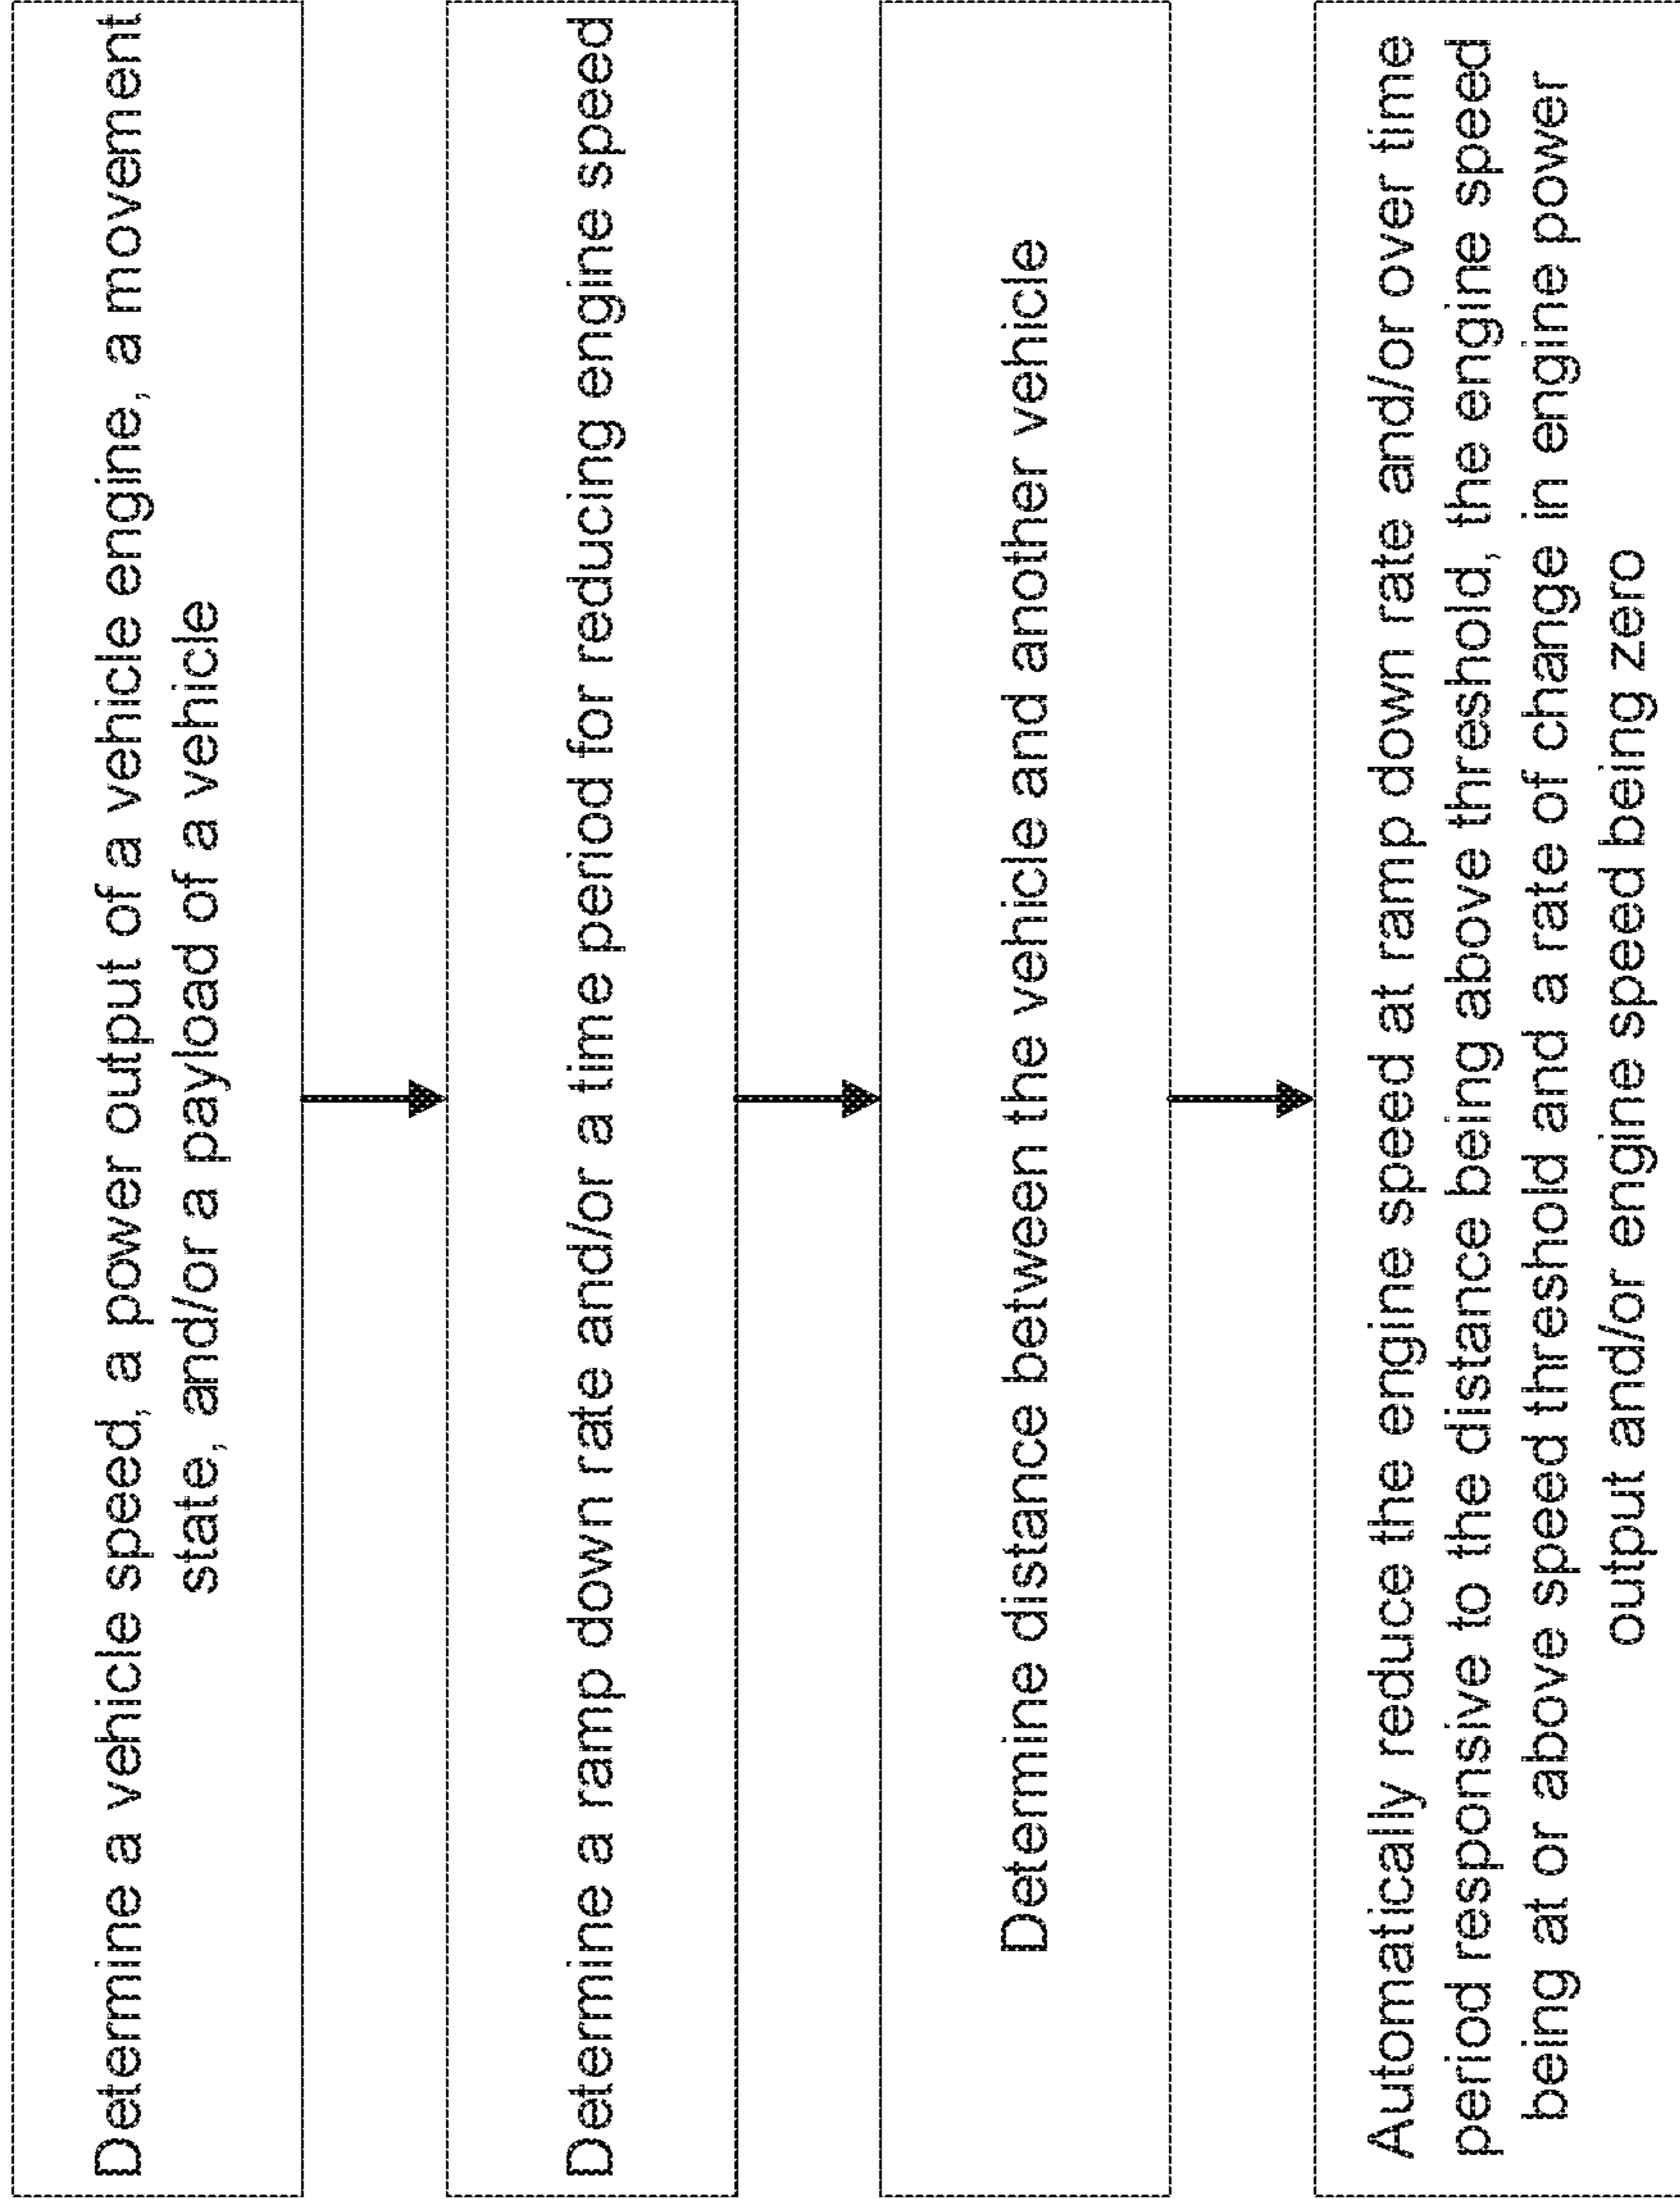 Determine a vehicle speed, a power output of a vehicle engine, a movement
state, and/or a payload of a vehicle
Determine a ramp down rate and/or a time period for reducing engine speed
Determine distance between the vehicle and another vehicle
Automatically reduce the engine speed at ramp down rate and/or over time
period responsive to the distance being above threshold, the engine speed
being at or above speed threshold and a rate of change in engine power
output and/or engine speed being zero